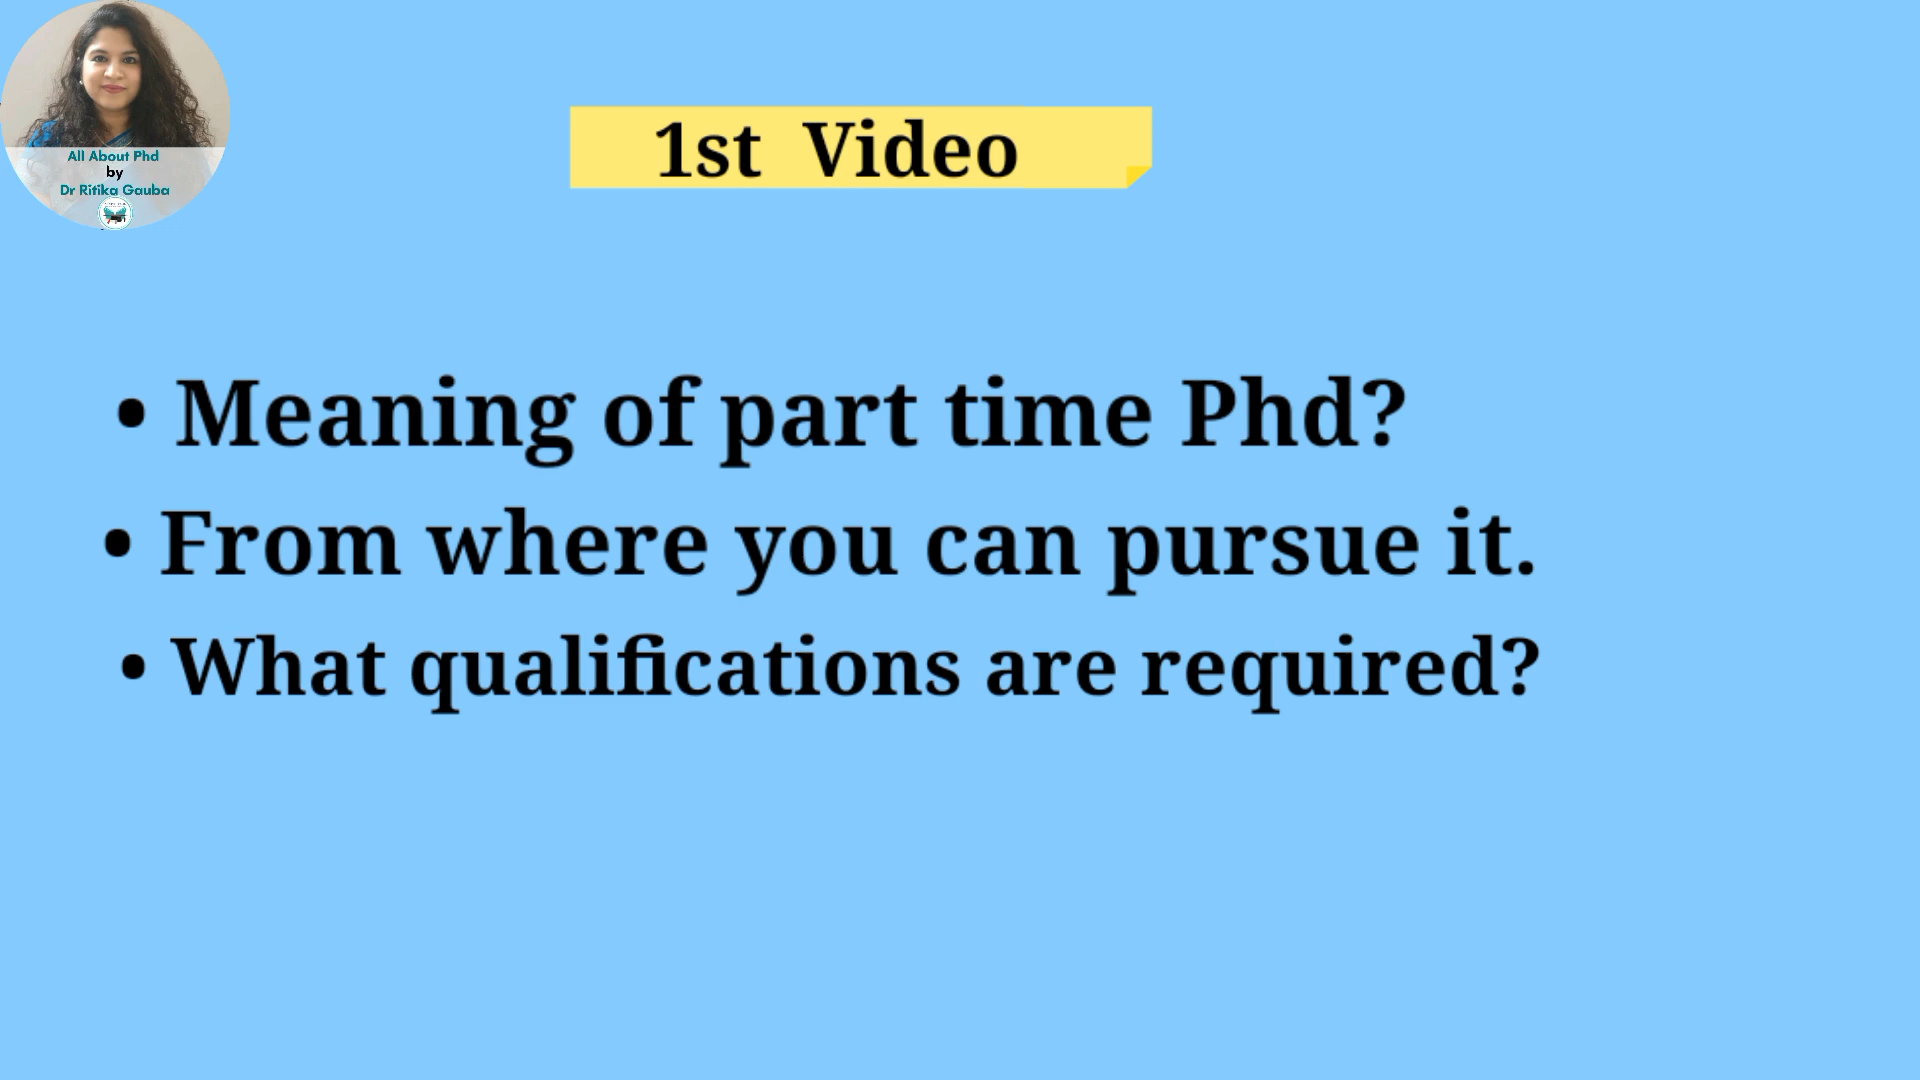 All About Phd
by
Dr Ritika Gauba
1st Video
• Meaning of part time Phd?
• From where you can pursue it.
• What qualifications are required?